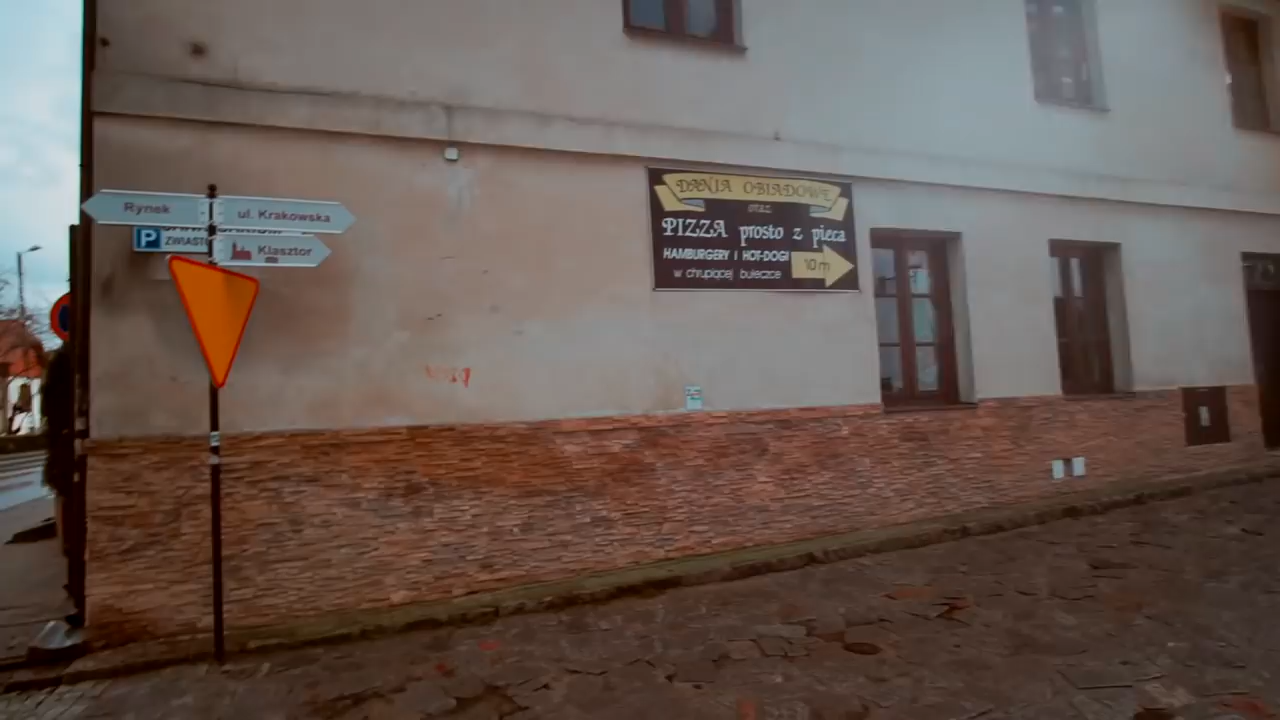 Rynek
ul. Krakowska
P
Klasztor
DANIA OBIADOWE
oraz
PIZZA prosto z pieca
HAMBURGERY I HOT-DOGI
w chrupiącej bułeczce
10 m